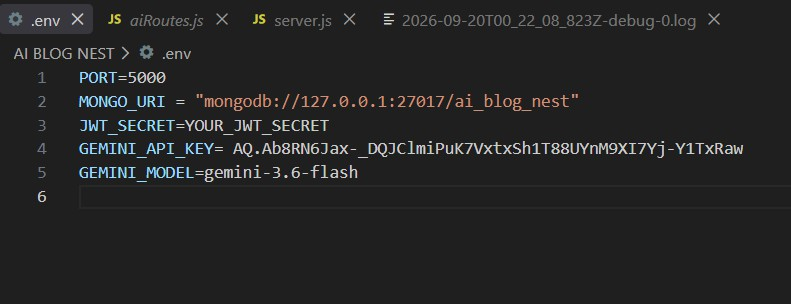 .env
aiRoutes.js
server.js
2026-09-20T00_22_08_823Z-debug-0.log
AI BLOG NEST > .env
1 PORT=5000
2 MONGO_URI = "mongodb://127.0.0.1:27017/ai_blog_nest"
3 JWT_SECRET=YOUR_JWT_SECRET
4 GEMINI_API_KEY= AQ.Ab8RN6Jax-_DQJClmiPuK7VxtxSh1T88UYnM9XI7Yj-Y1TxRaw
5 GEMINI_MODEL=gemini-3.6-flash
6